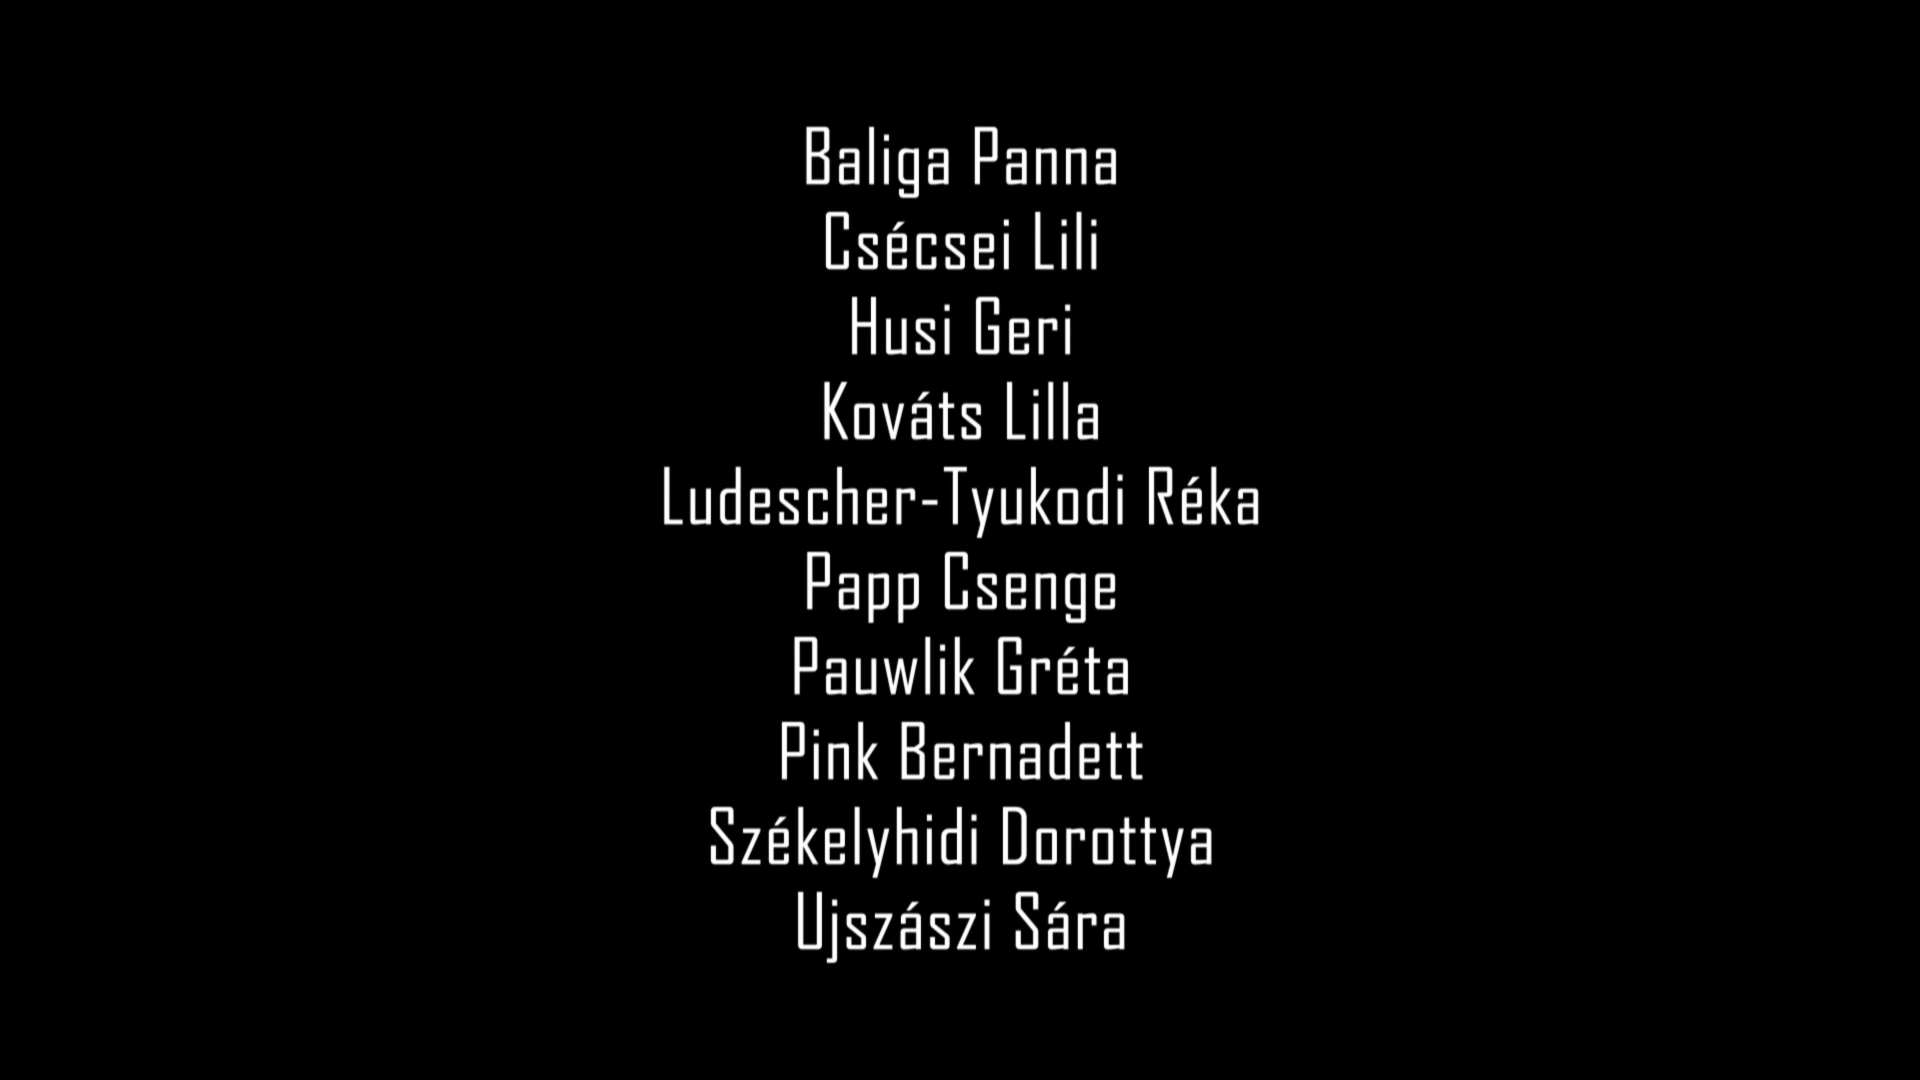 Baliga Panna
Csécsei Lili
Husi Geri
Kováts Lilla
Ludescher-Tyukodi Réka
Papp Csenge
Pauwlik Gréta
Pink Bernadett
Székelyhidi Dorottya
Ujszászi Sára